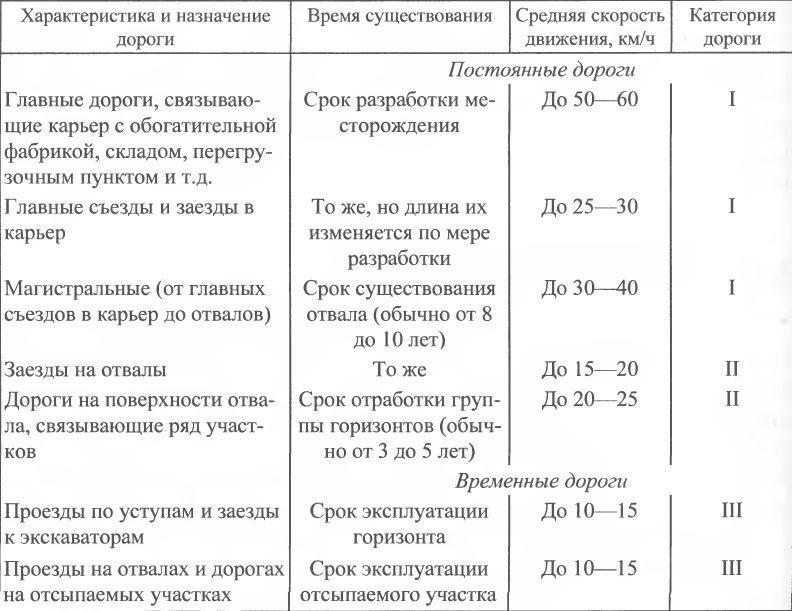 Характеристика и назначение дороги | Время существования | Средняя скорость движения, км/ч | Категория дороги
Постоянные дороги
Главные дороги, связываю-
щие карьер с обогатительной
фабрикой, складом, перегру-
зочным пунктом и т.д.
Срок разработки ме-
сторождения
До 50—60
I
Главные съезды и заезды в
карьер
То же, но длина их
изменяется по мере
разработки
До 25—30
I
Магистральные (от главных
съездов в карьер до отвалов)
Срок существования
отвала (обычно от 8
до 10 лет)
До 30—40
I
Заезды на отвалы
То же
До 15—20
II
Дороги на поверхности отва-
ла, связывающие ряд участ-
ков
Срок отработки груп-
пы горизонтов (обыч-
но от 3 до 5 лет)
До 20—25
II
Временные дороги
Проезды по уступам и заезды
к экскаваторам
Срок эксплуатации
горизонта
До 10—15
III
Проезды на отвалах и дорогах
на отсыпаемых участках
Срок эксплуатации
отсыпаемого участка
До 10—15
III